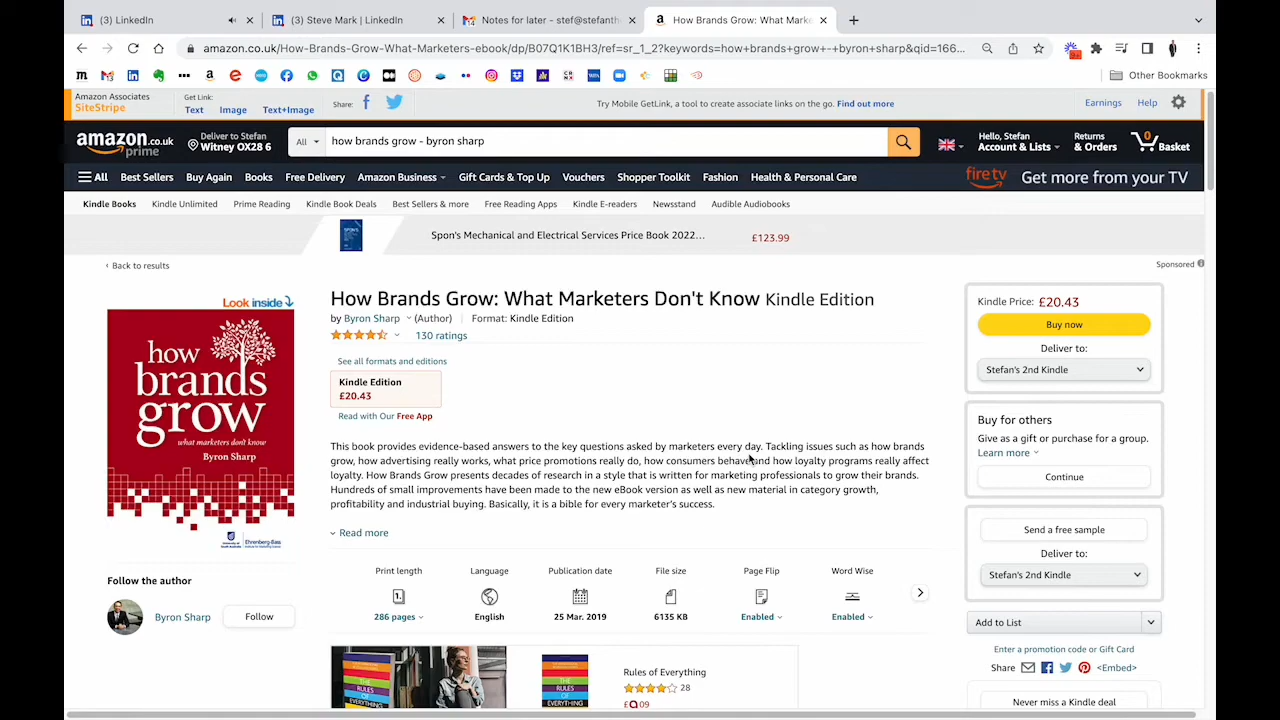 (3) LinkedIn
(3) Steve Mark | LinkedIn
Notes for later - stef@stefanth
How Brands Grow: What Marke
amazon.co.uk/How-Brands-Grow-What-Marketers-ebook/dp/B07Q1K1BH3/ref=sr_1_2?keywords=how+brands+grow+-+byron+sharp&qid=166...
Other Bookmarks
Amazon Associates
SiteStripe
Get Link:
Text Image Text+Image
Share:
Try Mobile GetLink, a tool to create associate links on the go. Find out more
Earnings Help
amazon.co.uk
prime
Deliver to Stefan
Witney OX28 6
All
how brands grow - byron sharp
Hello, Stefan
Account & Lists
Returns
& Orders
0
Basket
All Best Sellers Buy Again Books Free Delivery Amazon Business Gift Cards & Top Up Vouchers Shopper Toolkit Fashion Health & Personal Care
fire tv Get more from your TV
Kindle Books Kindle Unlimited Prime Reading Kindle Book Deals Best Sellers & more Free Reading Apps Kindle E-readers Newsstand Audible Audiobooks
Spon's Mechanical and Electrical Services Price Book 2022...
£123.99
‹ Back to results
Sponsored
Look inside
how
brands
grow
what marketers don't know
Byron Sharp
University of
South Australia
Ehrenberg-Bass
Follow the author
Byron Sharp
Follow
How Brands Grow: What Marketers Don't Know Kindle Edition
by Byron Sharp (Author) | Format: Kindle Edition
130 ratings
See all formats and editions
Kindle Edition
£20.43
Read with Our Free App
This book provides evidence-based answers to the key questions asked by marketers every day. Tackling issues such as how brands
grow, how advertising really works, what price promotions really do, how consumers behave and how loyalty programs really affect
loyalty. How Brands Grow presents decades of research in a style that is written for marketing professionals to grow their brands.
Hundreds of small improvements have been made to the new eBook version as well as new material in category growth,
profitability and industrial buying. Basically, it is a bible for every marketer's success.
Read more
Print length
286 pages
Language
English
Publication date
25 Mar. 2019
File size
6135 KB
Page Flip
Enabled
Word Wise
Enabled
THE
RULES
OF
EVERYTHING
Rules of Everything
28
Kindle Price: £20.43
Buy now
Deliver to:
Stefan's 2nd Kindle
Buy for others
Give as a gift or purchase for a group.
Learn more
Continue
Send a free sample
Deliver to:
Stefan's 2nd Kindle
Add to List
Enter a promotion code or Gift Card
Share <Embed>
Never miss a Kindle deal